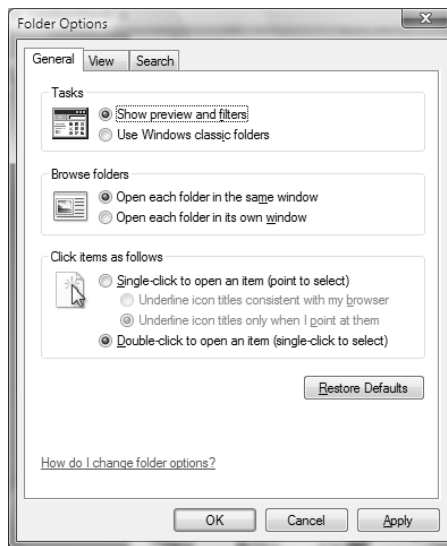 Folder Options
General View Search
Tasks
Show preview and filters
Use Windows classic folders
Browse folders
Open each folder in the same window
Open each folder in its own window
Click items as follows
Single-click to open an item (point to select)
Underline icon titles consistent with my browser
Underline icon titles only when I point at them
Double-click to open an item (single-click to select)
Restore Defaults
How do I change folder options?
OK Cancel Apply